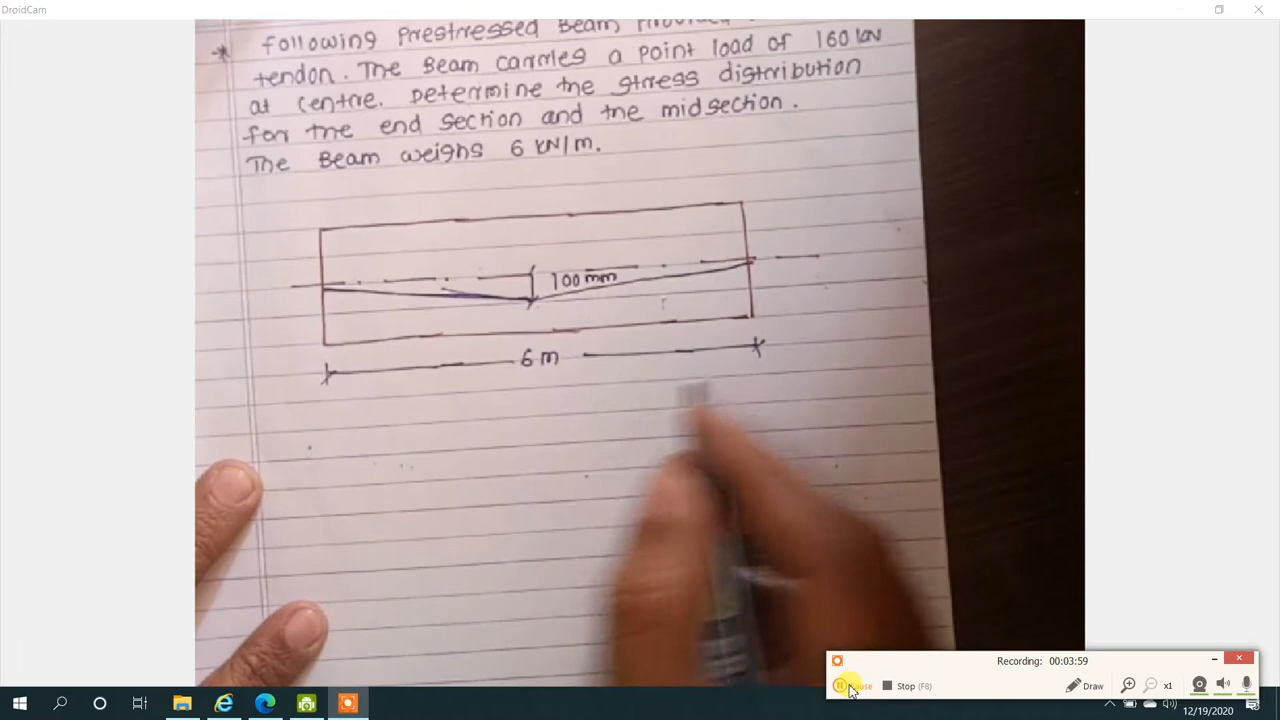 DroidCam
* Following Prestressed Beam
tendon. The Beam carries a point load of 160 kN
at centre. Determine the stress distribution
for the end section and the midsection.
The Beam weighs 6 kN/m.
100 mm
6 m
Recording: 00:03:59
Pause Stop (F8) Draw x1
12/19/2020